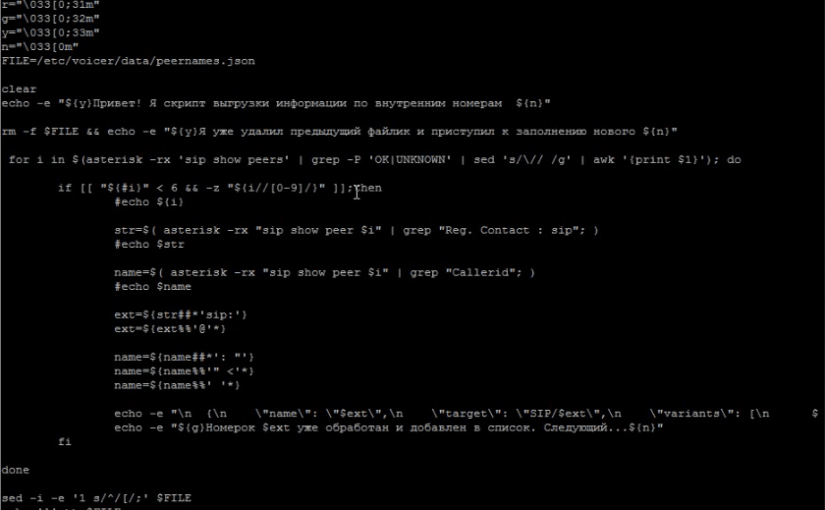 r="\033[0;31m"
g="\033[0;32m"
y="\033[0;33m"
n="\033[0m"
FILE=/etc/voicer/data/peernames.json
clear
echo -e "${y}Привет! Я скрипт выгрузки информации по внутренним номерам  ${n}"
rm -f $FILE && echo -e "${y}Я уже удалил предыдущий файлик и приступил к заполнению нового ${n}"
for i in $(asterisk -rx 'sip show peers' | grep -P 'OK|UNKNOWN' | sed 's/\// /g' | awk '{print $1}'); do
if [[ "${#i}" < 6 && -z "${i//[0-9]/}" ]];then
#echo ${i}
str=$( asterisk -rx "sip show peer $i" | grep "Reg. Contact : sip"; )
#echo $str
name=$( asterisk -rx "sip show peer $i" | grep "Callerid"; )
#echo $name
ext=${str##*'sip:'}
ext=${ext%%'@'*}
name=${name##*': "'}
name=${name%%'" <'*}
name=${name%%' '*}
echo -e "\n  {\n    \"name\": \"$ext\",\n    \"target\": \"SIP/$ext\",\n    \"variants\": [\n      $
echo -e "${g}Номерок $ext уже обработан и добавлен в список. Следующий...${n}"
fi
done
sed -i -e '1 s/^/[/;' $FILE